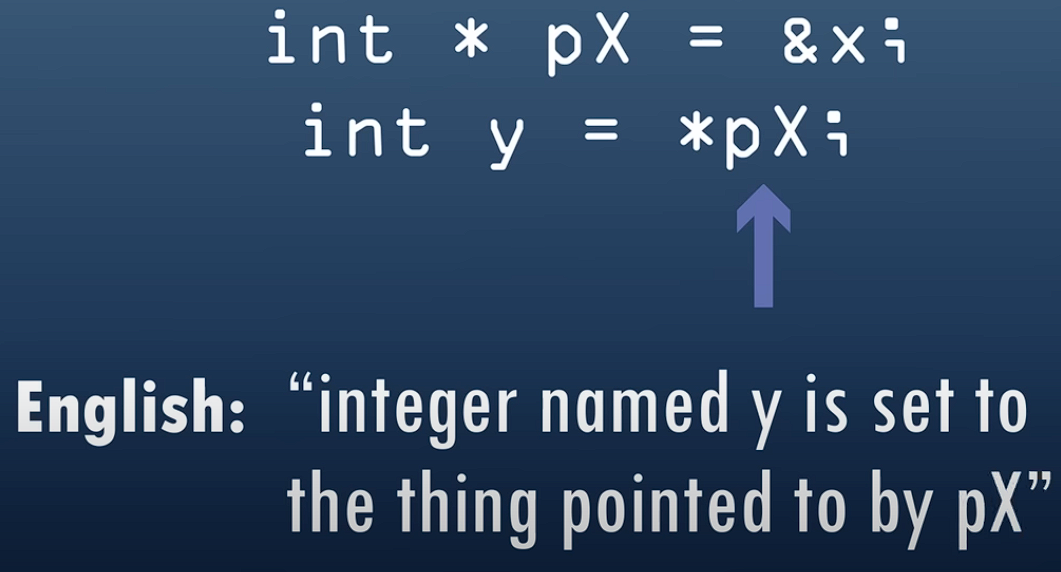 int * pX = &x;
int y = *pX;
English: “integer named y is set to
the thing pointed to by pX”